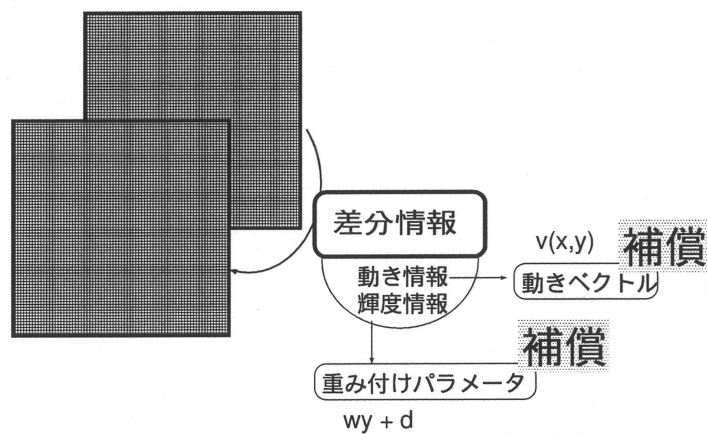 差分情報
v(x,y)
補償
動き情報
動きベクトル
輝度情報
補償
重み付けパラメータ
wy + d